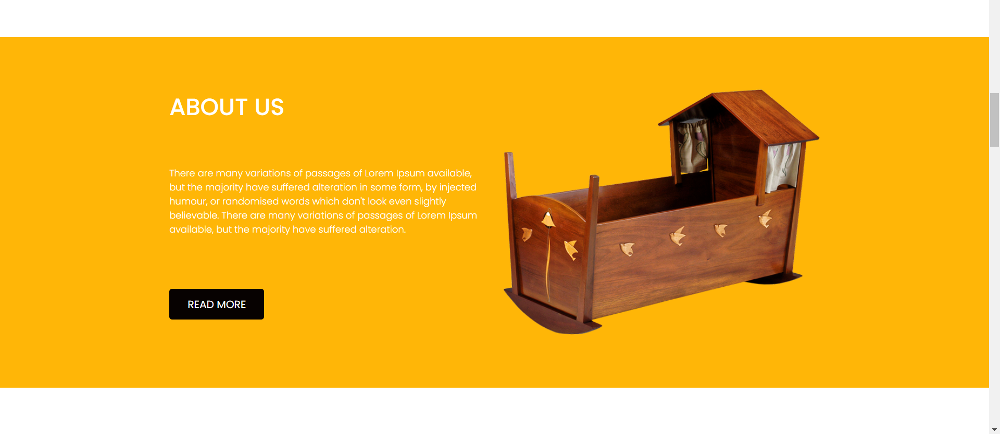 ABOUT US
There are many variations of passages of Lorem Ipsum available,
but the majority have suffered alteration in some form, by injected
humour, or randomised words which don't look even slightly
believable. There are many variations of passages of Lorem Ipsum
available, but the majority have suffered alteration.
READ MORE